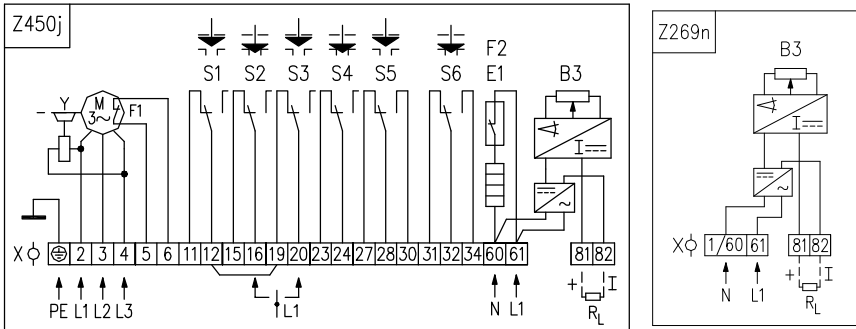 Z450j
S1 S2 S3 S4 S5 S6
F2
E1
B3
Y
M
3~
F1
I
~
X 2 3 4 5 6 11 12 15 16 19 20 23 24 27 28 30 31 32 34 60 61 81 82
PE L1 L2 L3
L1
N L1
+ I
RL
Z269n
B3
I
~
X 1/60 61 81 82
N L1
+ I
RL